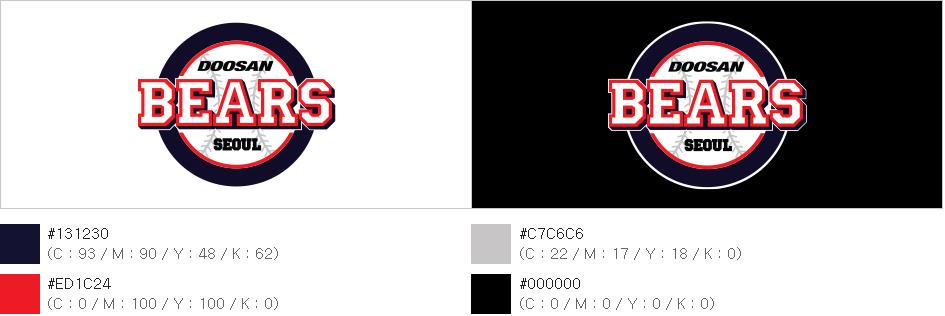 DOOSAN
BEARS
SEOUL
DOOSAN
BEARS
SEOUL
#131230
(C : 93 / M : 90 / Y : 48 / K : 62)
#C7C6C6
(C : 22 / M : 17 / Y : 18 / K : 0)
#ED1C24
(C : 0 / M : 100 / Y : 100 / K : 0)
#000000
(C : 0 / M : 0 / Y : 0 / K : 0)